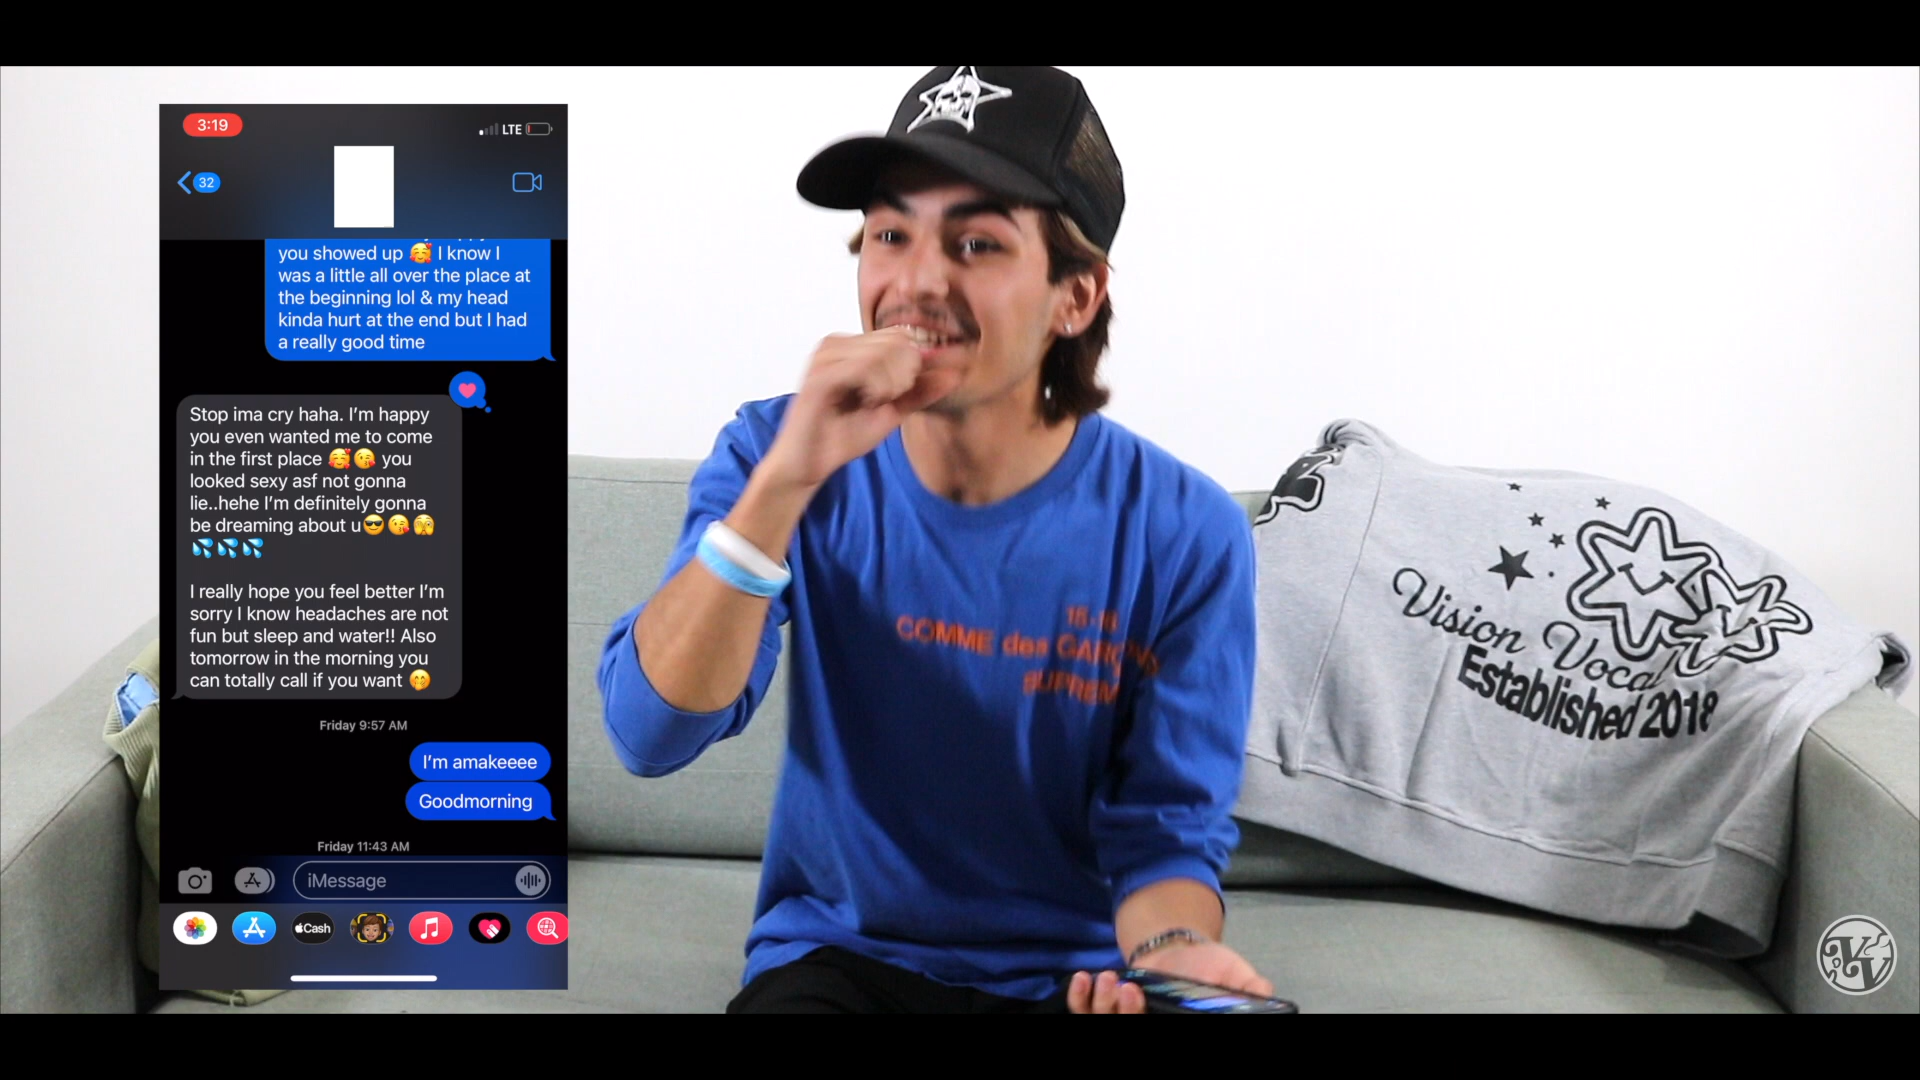 3:19
LTE
32
you showed up 🥰 I know I
was a little all over the place at
the beginning lol & my head
kinda hurt at the end but I had
a really good time
Stop ima cry haha. I'm happy
you even wanted me to come
in the first place 🥰😘 you
looked sexy asf not gonna
lie..hehe I'm definitely gonna
be dreaming about u😎😘🫣
💦💦💦
I really hope you feel better I'm
sorry I know headaches are not
fun but sleep and water!! Also
tomorrow in the morning you
can totally call if you want 🤭
Friday 9:57 AM
I'm amakeeee
Goodmorning
Friday 11:43 AM
iMessage
Cash
COMME des GARÇONS
SUPREM
Vision Vocal
Established 2018
VV